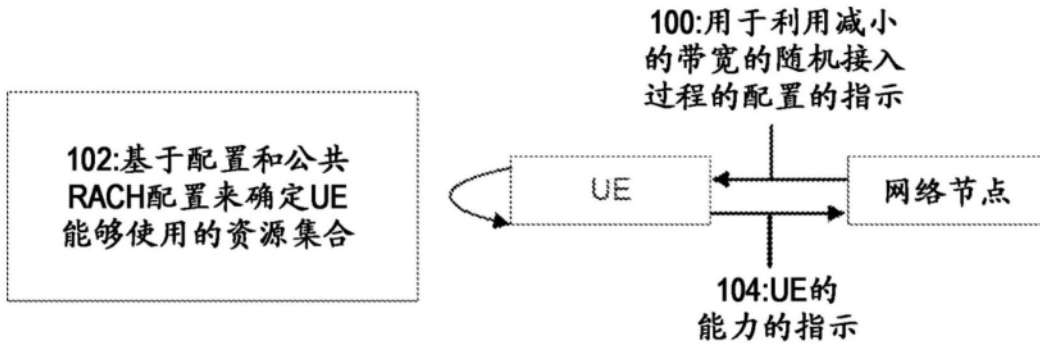 100:用于利用减小
的带宽的随机接入
过程的配置的指示
102:基于配置和公共
RACH配置来确定UE
能够使用的资源集合
UE
网络节点
104:UE的
能力的指示